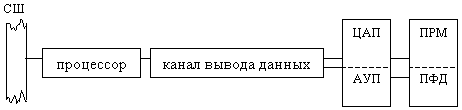 СШ
процессор
канал вывода данных
ЦАП
АУП
ПРМ
ПФД